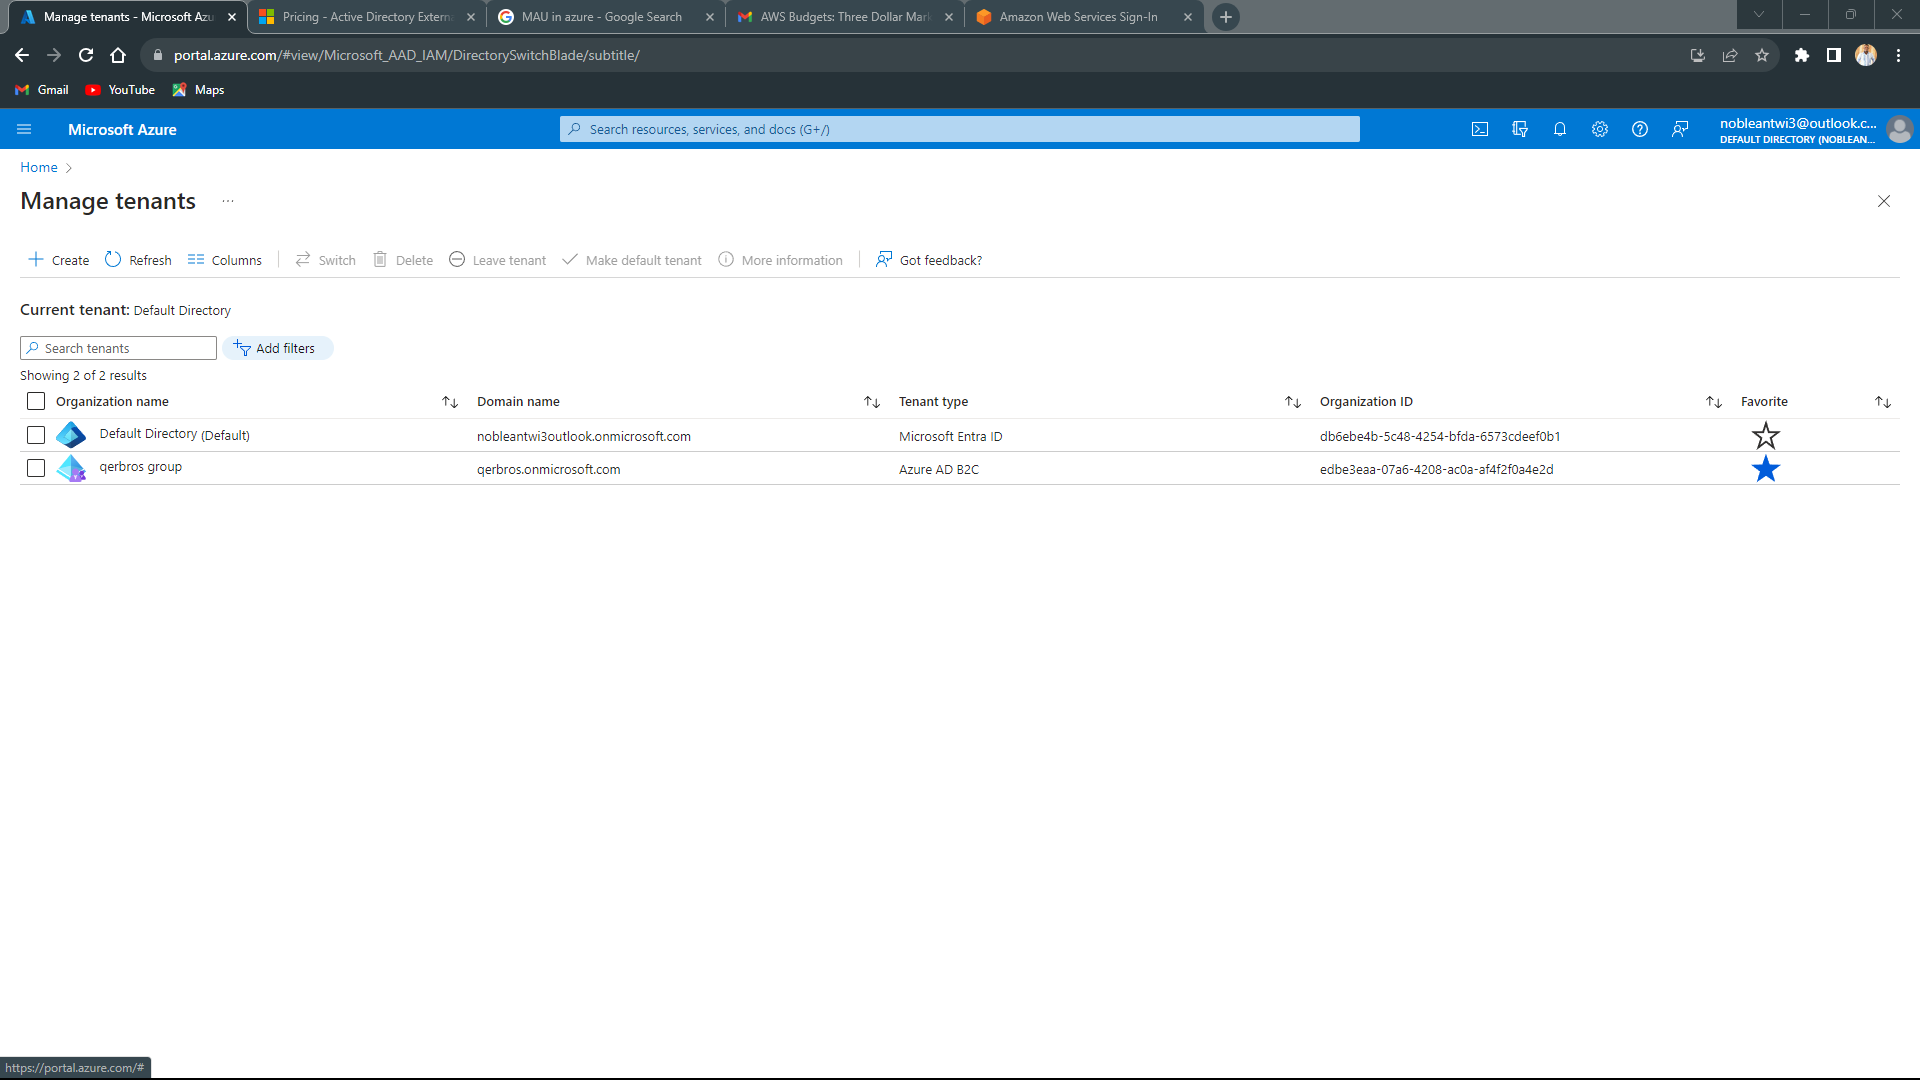 Manage tenants - Microsoft Azu
Pricing - Active Directory Externa
MAU in azure - Google Search
AWS Budgets: Three Dollar Mark
Amazon Web Services Sign-In
portal.azure.com/#view/Microsoft_AAD_IAM/DirectorySwitchBlade/subtitle/
Gmail
YouTube
Maps
Microsoft Azure
Search resources, services, and docs (G+/)
nobleantwi3@outlook.c...
DEFAULT DIRECTORY (NOBLEAN...
Home
Manage tenants
...
Create
Refresh
Columns
Switch
Delete
Leave tenant
Make default tenant
More information
Got feedback?
Current tenant: Default Directory
Search tenants
Add filters
Showing 2 of 2 results
Organization name Domain name Tenant type Organization ID Favorite
Default Directory (Default) nobleantwi3outlook.onmicrosoft.com Microsoft Entra ID db6ebe4b-5c48-4254-bfda-6573cdeef0b1
qerbros group qerbros.onmicrosoft.com Azure AD B2C edbe3eaa-07a6-4208-ac0a-af4f2f0a4e2d
https://portal.azure.com/#